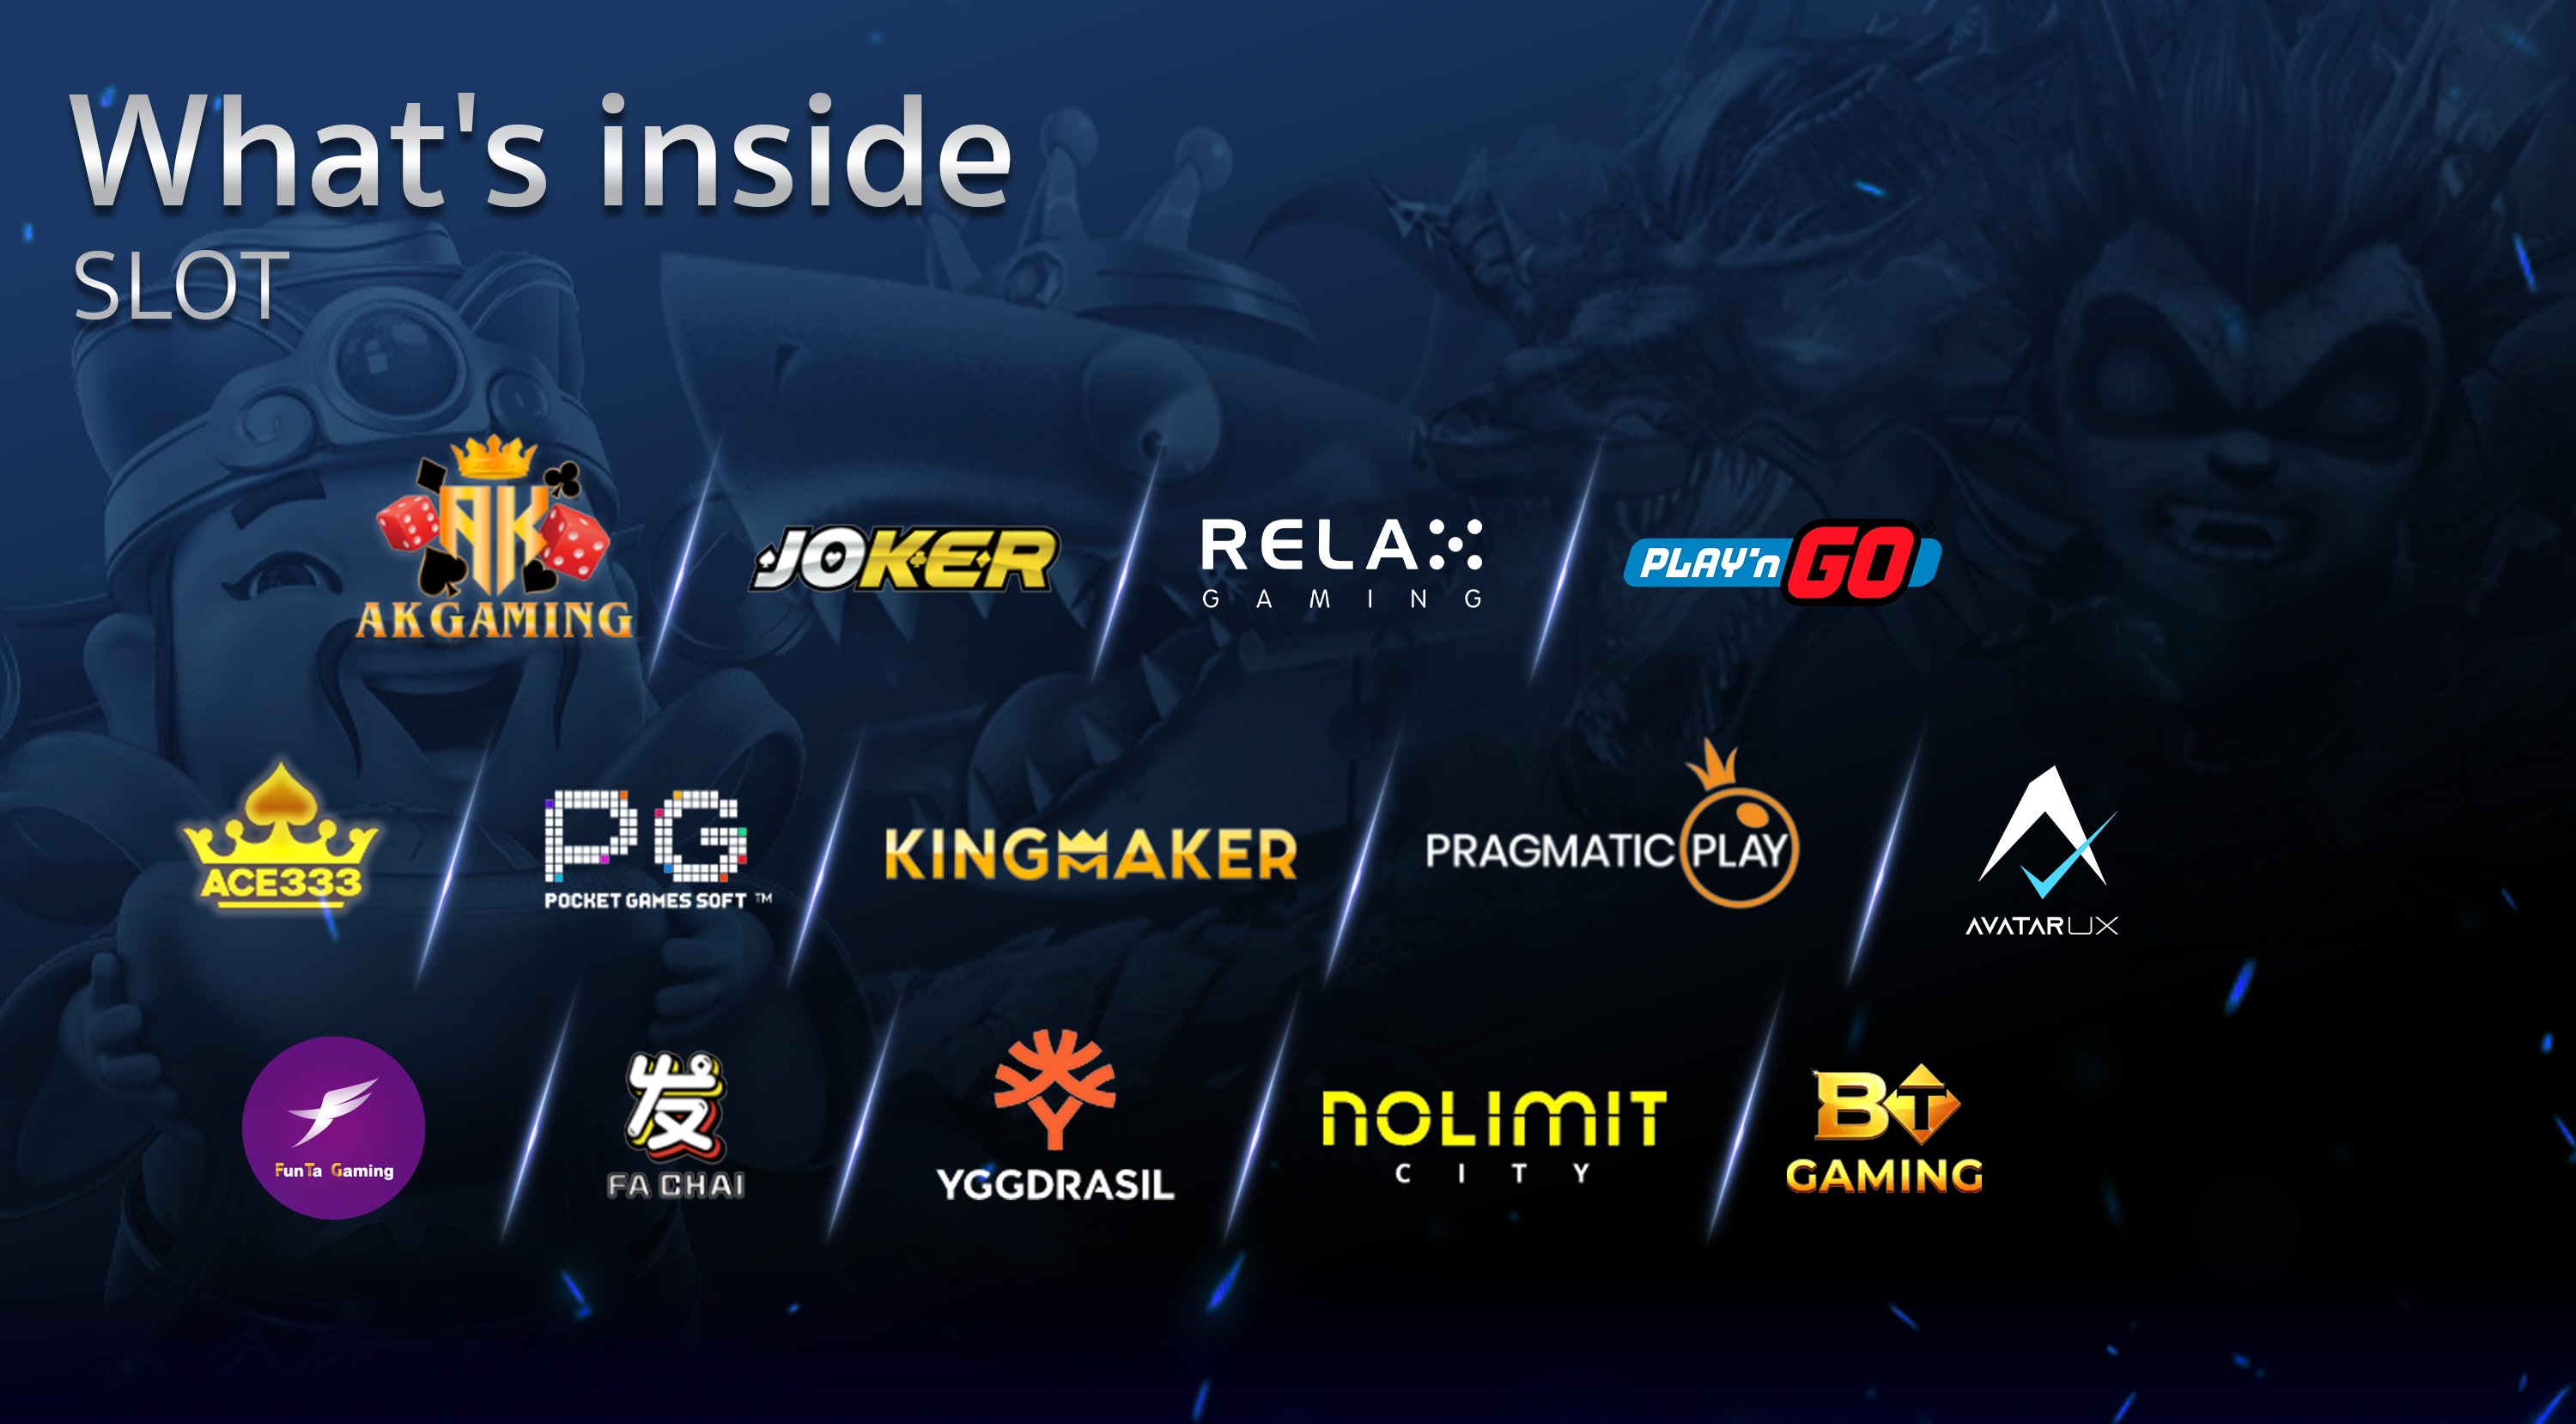 What's inside
SLOT
AK
AKGAMING
JOKER
RELAX
GAMING
PLAY'n GO®
ACE333
PG
POCKET GAMES SOFT ™
KINGMAKER
PRAGMATIC PLAY
AVATARUX
FunTa Gaming
发
FA CHAI
YGGDRASIL
NOLIMIT
CITY
BT
GAMING